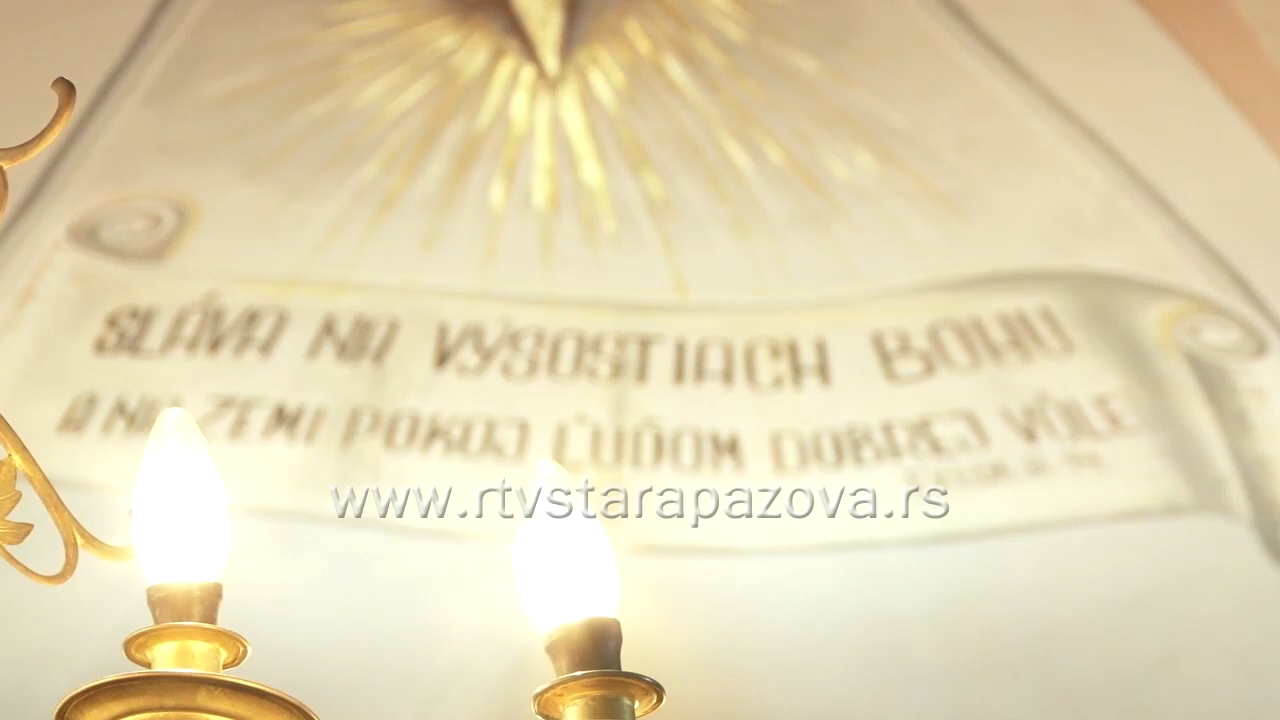 SLÁVA NA VÝSOSTIACH BOHU
A NA ZEMI POKOJ ĽUĎOM DOBREJ VÔLE
www.rtvstarapazova.rs